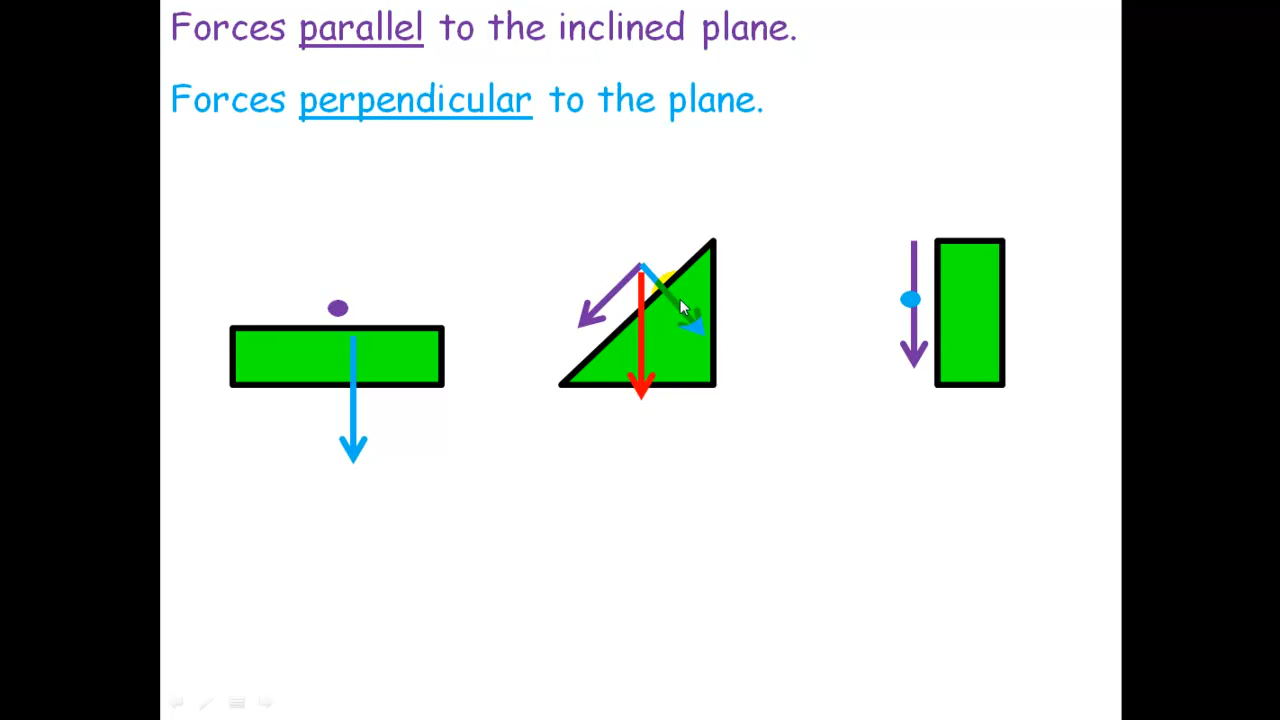 Forces parallel to the inclined plane.
Forces perpendicular to the plane.